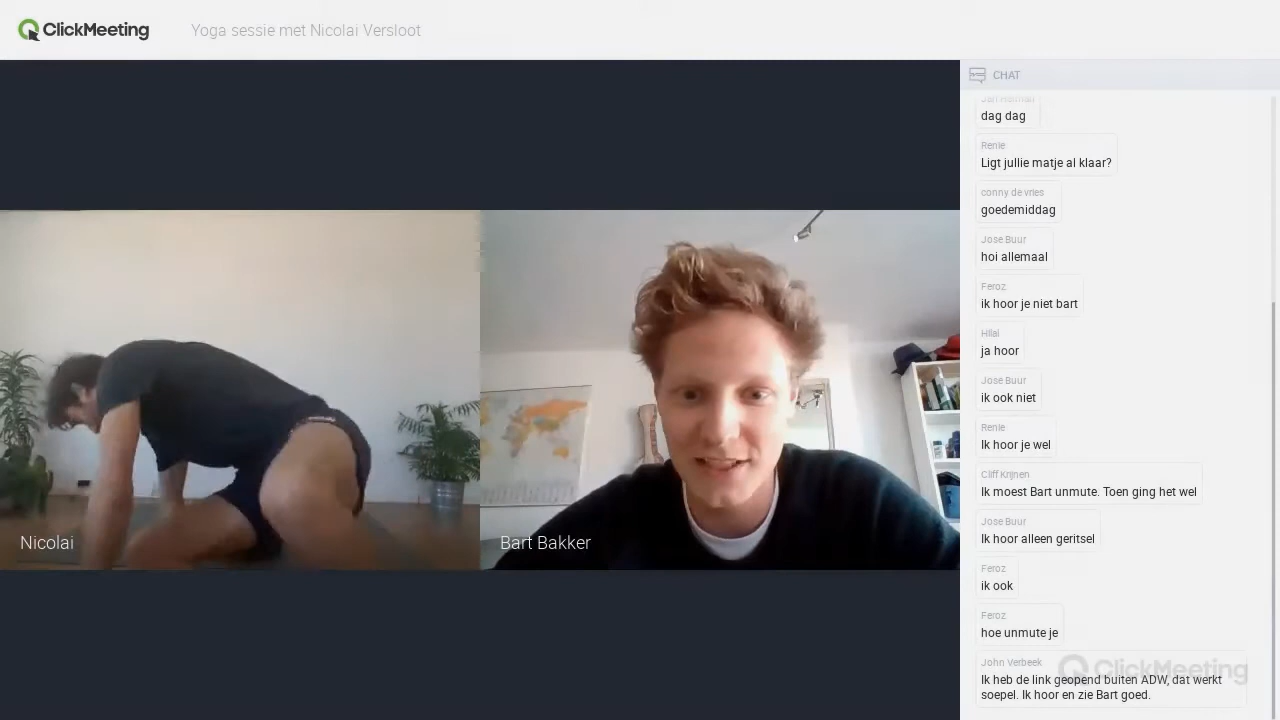 ClickMeeting
Yoga sessie met Nicolai Versloot
CHAT
Jan Harman
dag dag
Renie
Ligt jullie matje al klaar?
conny de vries
goedemiddag
Jose Buur
hoi allemaal
Feroz
ik hoor je niet bart
Hilal
ja hoor
Jose Buur
ik ook niet
Renie
Ik hoor je wel
Cliff Krijnen
Ik moest Bart unmute. Toen ging het wel
Jose Buur
Ik hoor alleen geritsel
Feroz
ik ook
Feroz
hoe unmute je
John Verbeek
Ik heb de link geopend buiten ADW, dat werkt
soepel. Ik hoor en zie Bart goed.
ClickMeeting
Nicolai
Bart Bakker